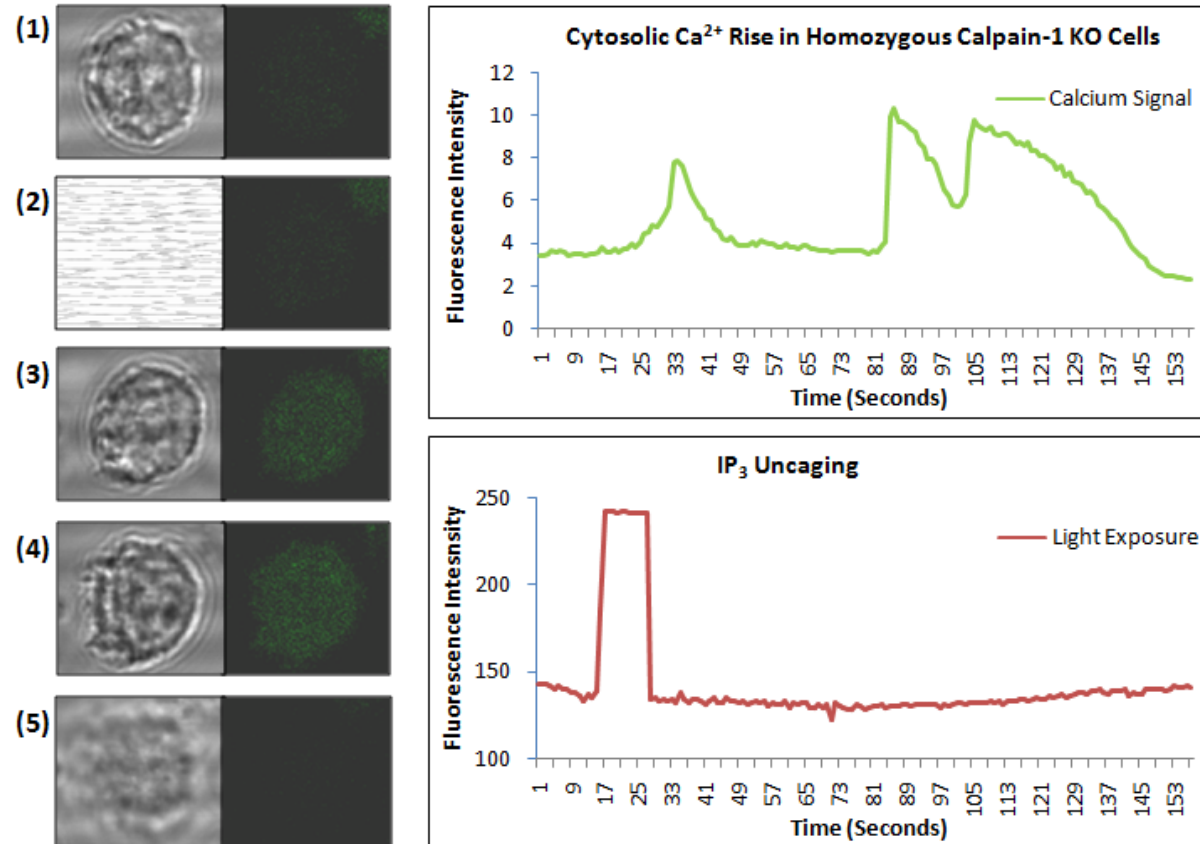 (1)
(2)
(3)
(4)
(5)
Cytosolic Ca²⁺ Rise in Homozygous Calpain-1 KO Cells
Fluorescence Intensity
12
10
8
6
4
2
0
Calcium Signal
1 9 17 25 33 41 49 57 65 73 81 89 97 105 113 121 129 137 145 153
Time (Seconds)
IP₃ Uncaging
Fluorescence Intesnsity
250
200
150
100
Light Exposure
1 9 17 25 33 41 49 57 65 73 81 89 97 105 113 121 129 137 145 153
Time (Seconds)